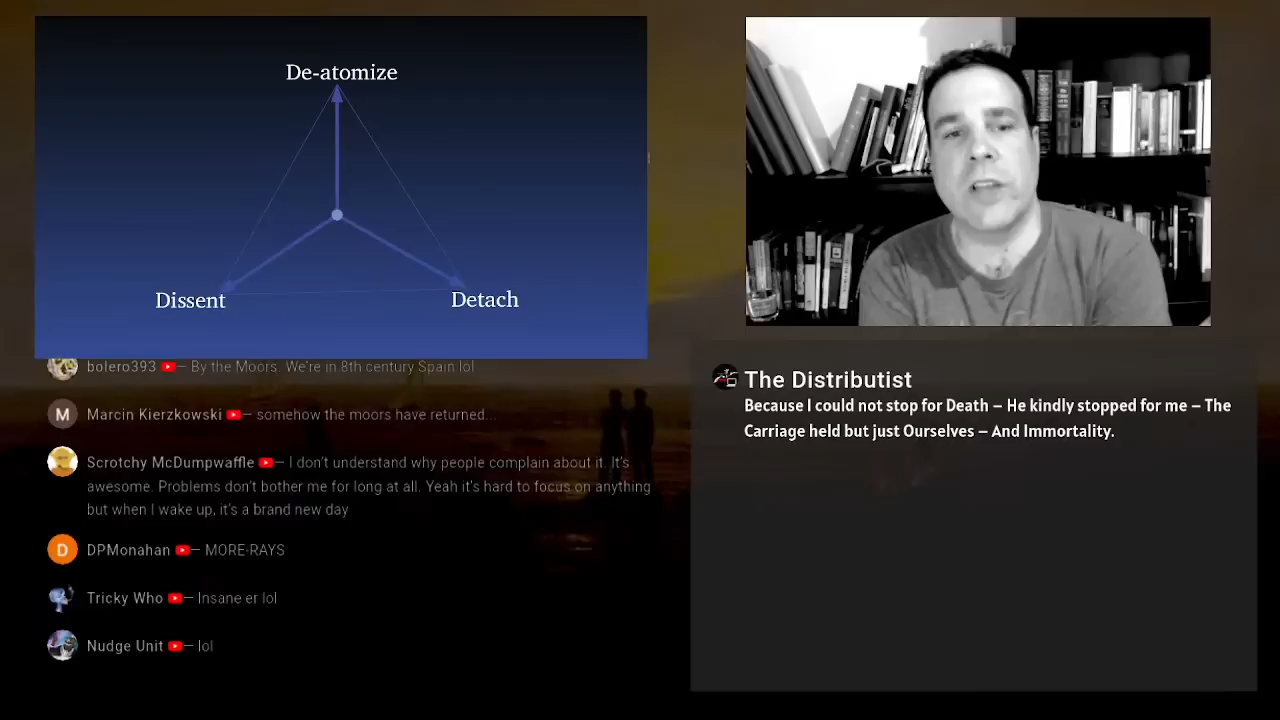 De-atomize
Dissent
Detach
bolero393 — By the Moors. We're in 8th century Spain lol
M
Marcin Kierzkowski — somehow the moors have returned...
Scrotchy McDumpwaffle — I don't understand why people complain about it. It's
awesome. Problems don't bother me for long at all. Yeah it's hard to focus on anything
but when I wake up, it's a brand new day
D
DPMonahan — MORE-RAYS
Tricky Who — Insane er lol
Nudge Unit — lol
The Distributist
Because I could not stop for Death – He kindly stopped for me – The
Carriage held but just Ourselves – And Immortality.